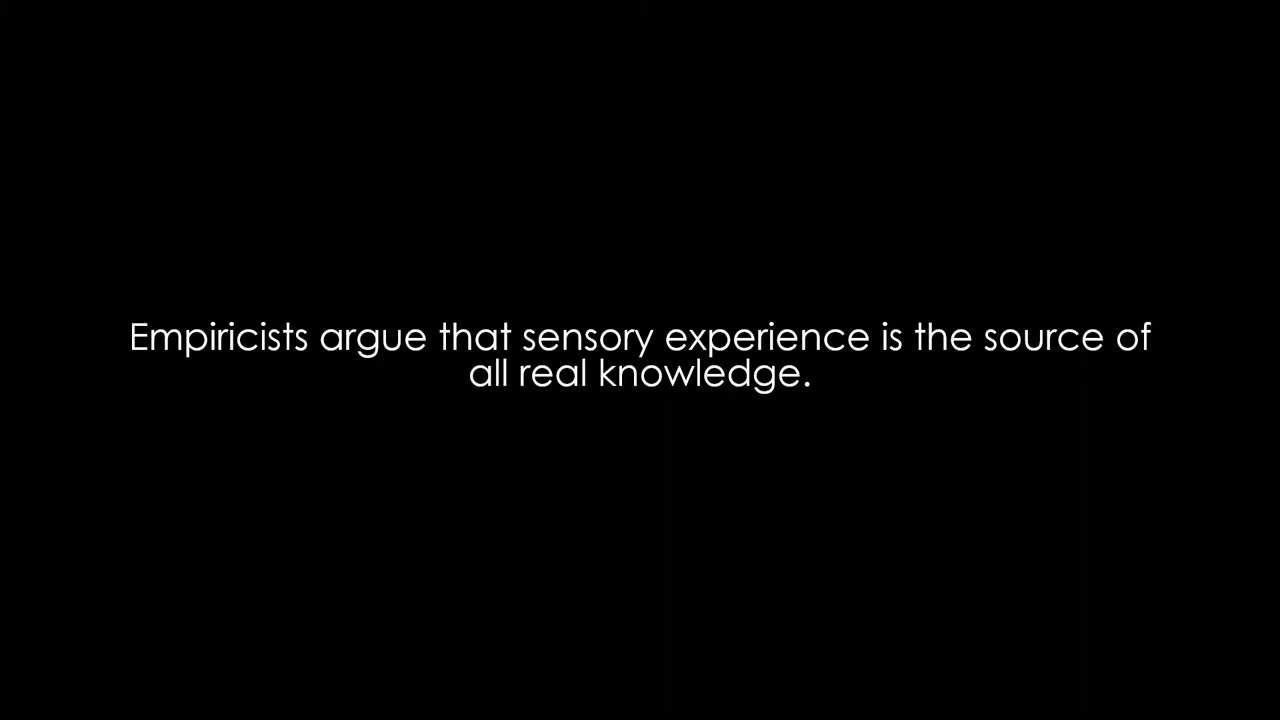 Empiricists argue that sensory experience is the source of
all real knowledge.